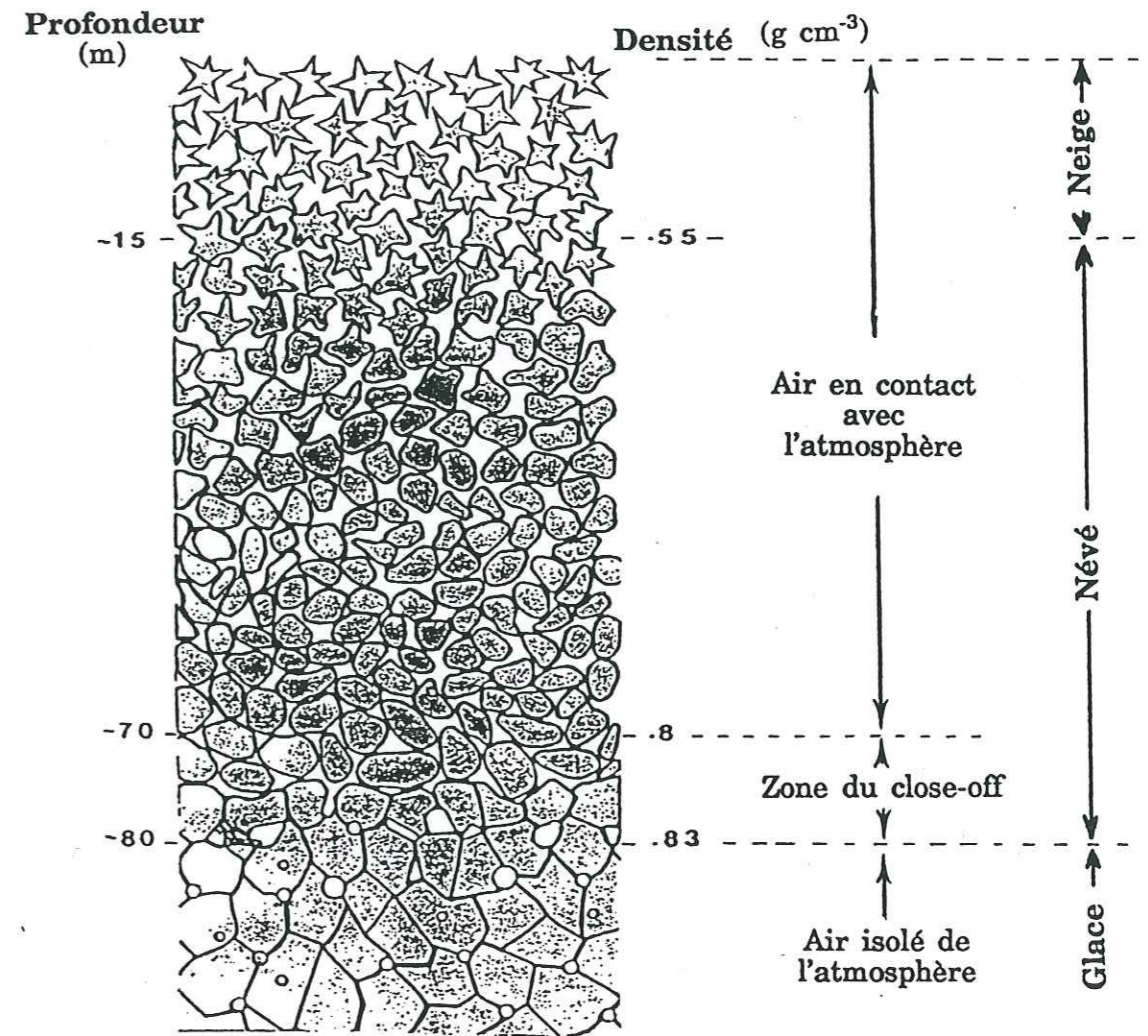 Profondeur
(m)
Densité (g cm-3)
Neige
~15
.55
Air en contact
avec
l'atmosphère
Névé
~70
.8
Zone du close-off
~80
.83
Air isolé de
l'atmosphère
Glace